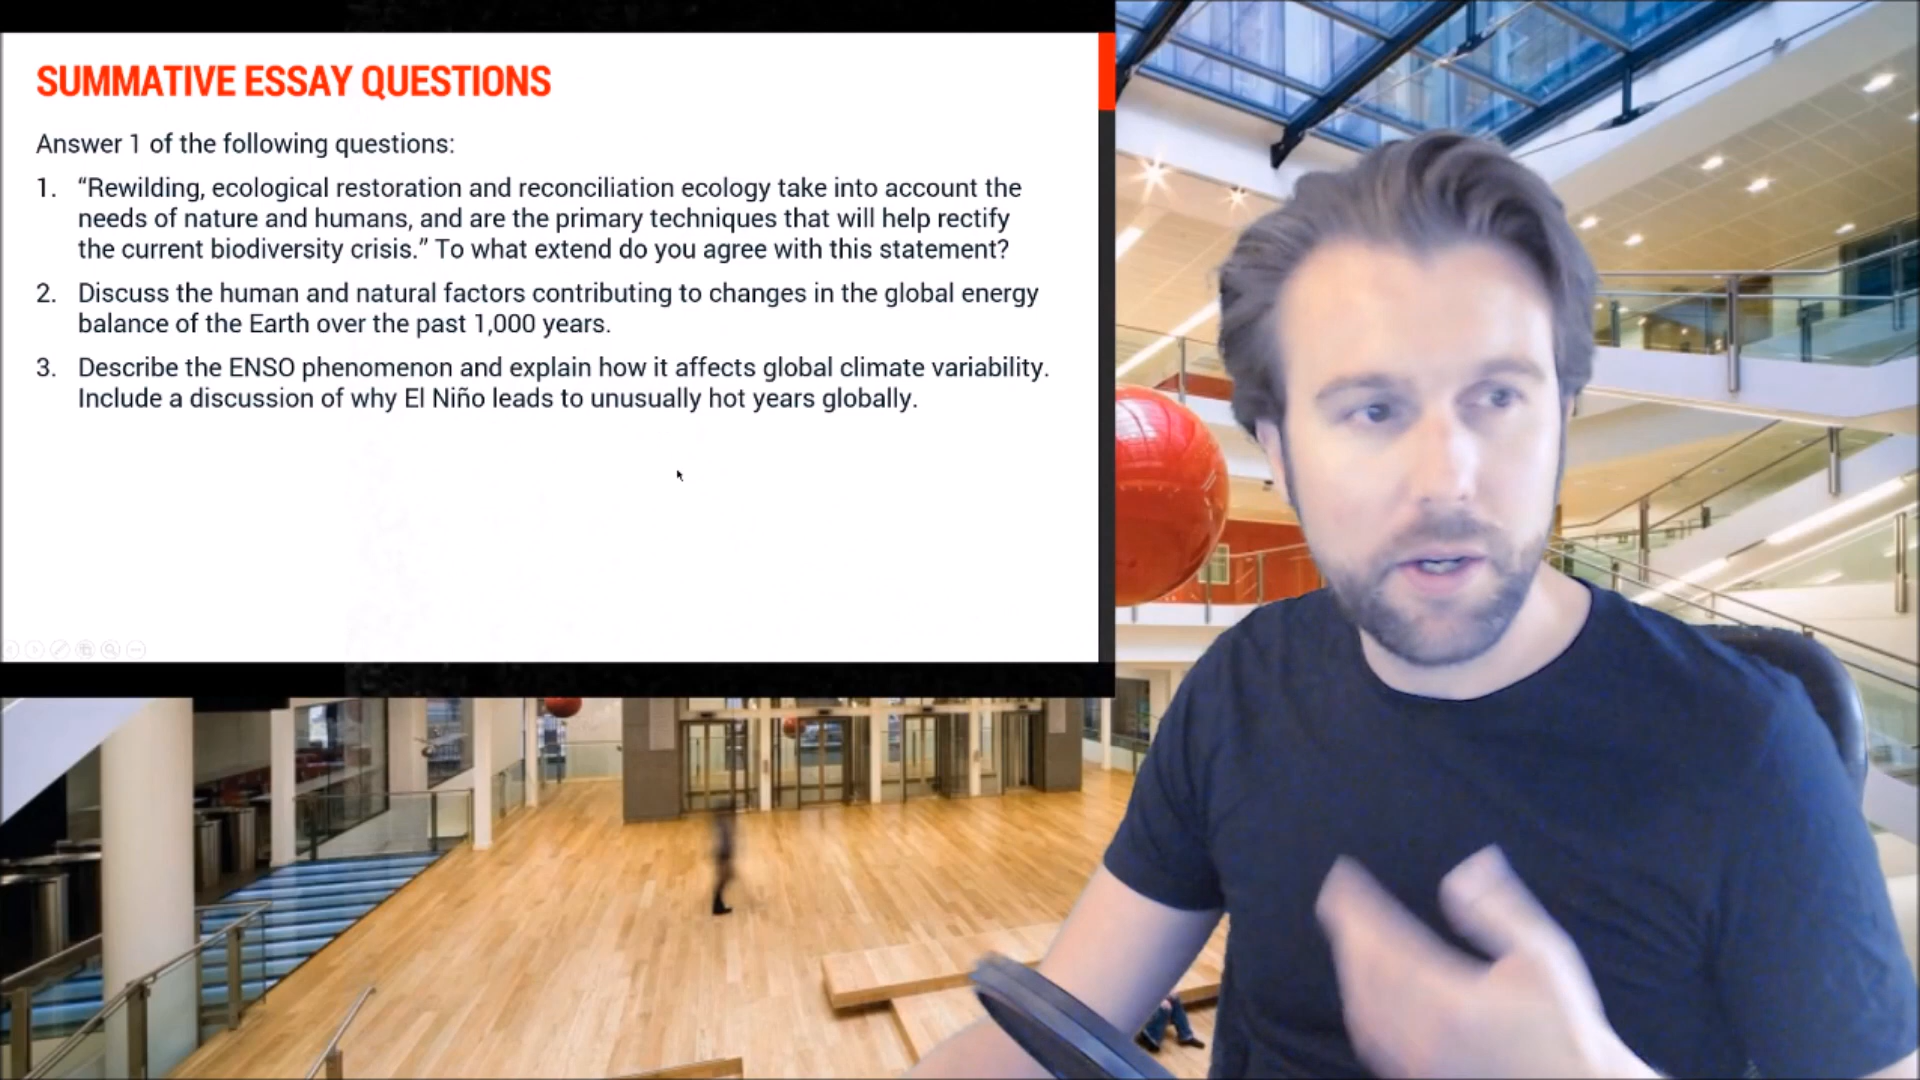 SUMMATIVE ESSAY QUESTIONS
Answer 1 of the following questions:
1. “Rewilding, ecological restoration and reconciliation ecology take into account the
needs of nature and humans, and are the primary techniques that will help rectify
the current biodiversity crisis.” To what extend do you agree with this statement?
2. Discuss the human and natural factors contributing to changes in the global energy
balance of the Earth over the past 1,000 years.
3. Describe the ENSO phenomenon and explain how it affects global climate variability.
Include a discussion of why El Niño leads to unusually hot years globally.